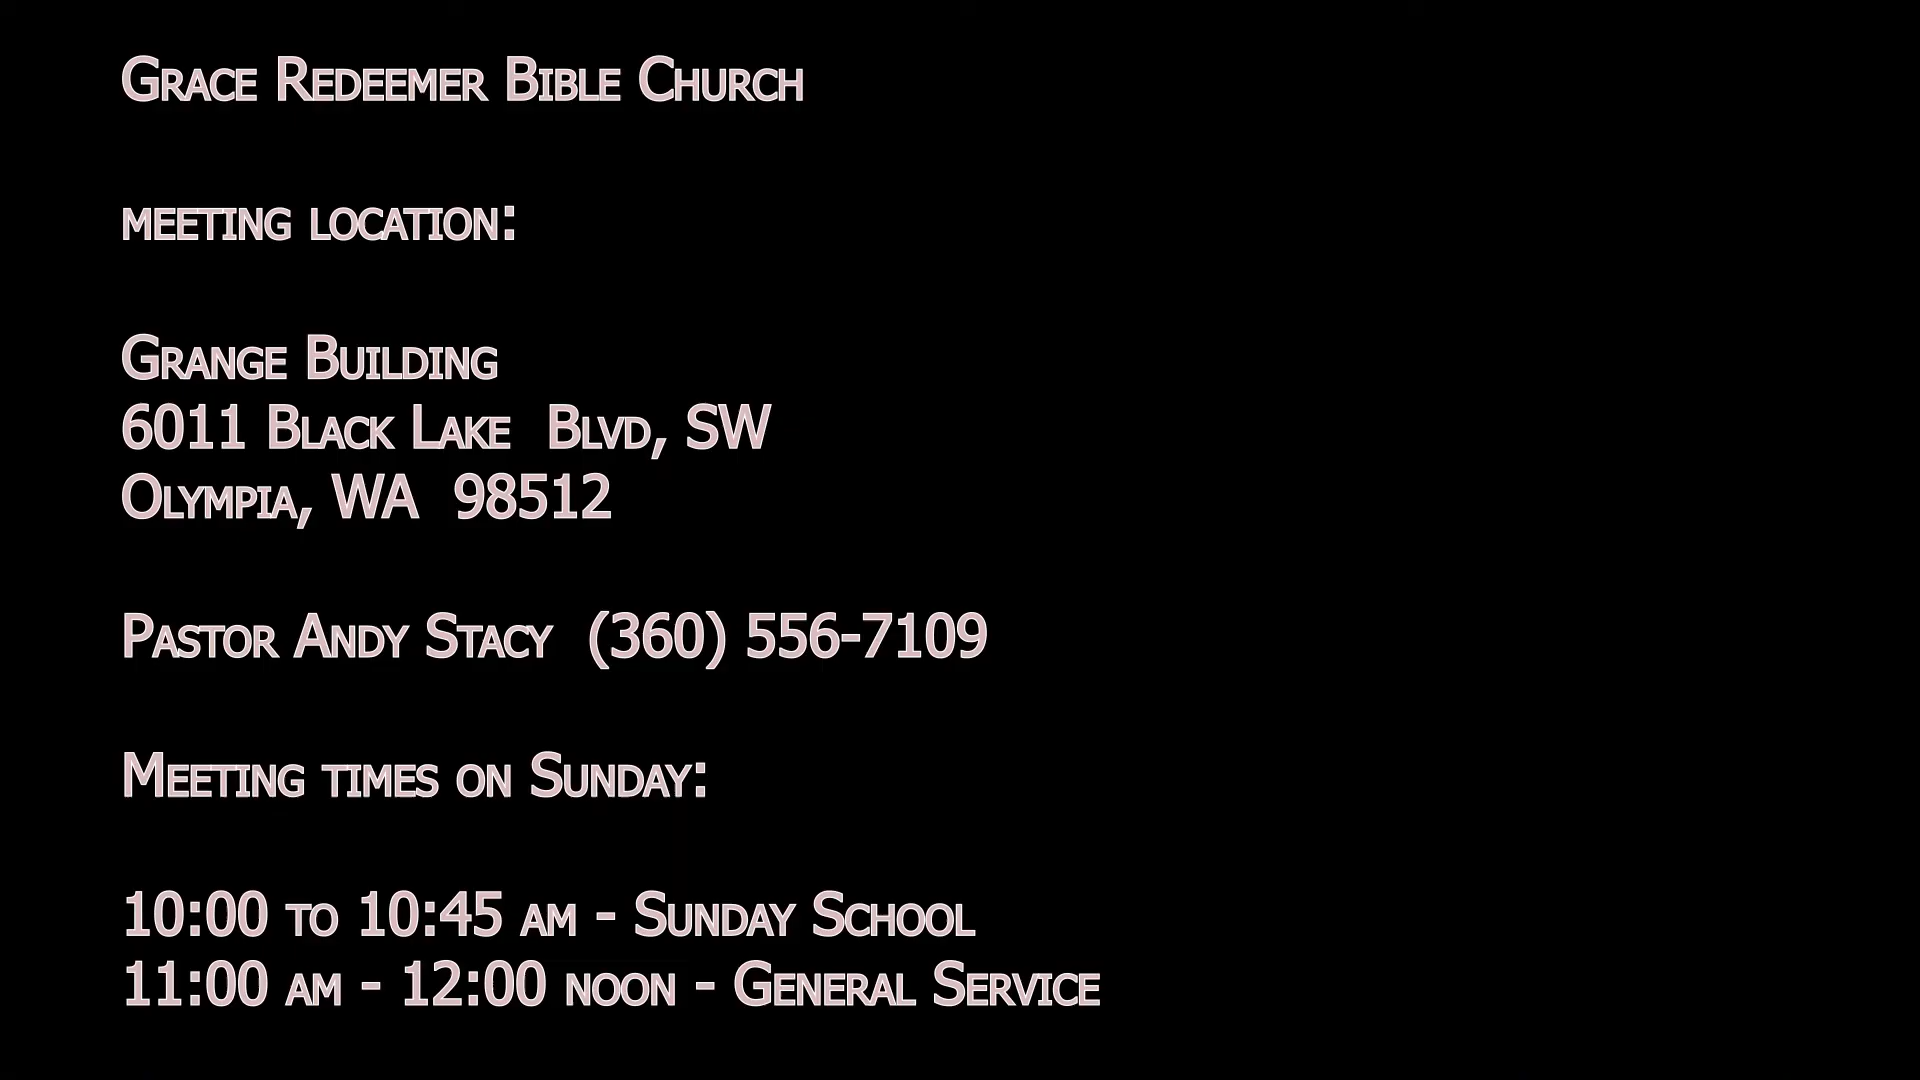 Grace Redeemer Bible Church
meeting location:
Grange Building
6011 Black Lake  Blvd, SW
Olympia, WA  98512
Pastor Andy Stacy  (360) 556-7109
Meeting times on Sunday:
10:00 to 10:45 am - Sunday School
11:00 am - 12:00 noon - General Service